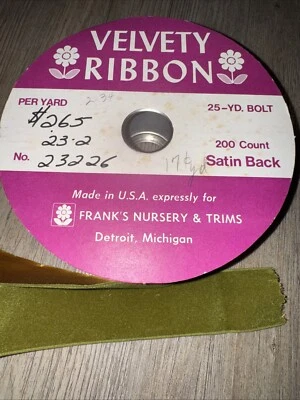 VELVETY
RIBBON
PER YARD
25-YD. BOLT
$265
23-2
200 Count
No. 23226
Satin Back
Made in U.S.A. expressly for
FRANK'S NURSERY & TRIMS
Detroit, Michigan